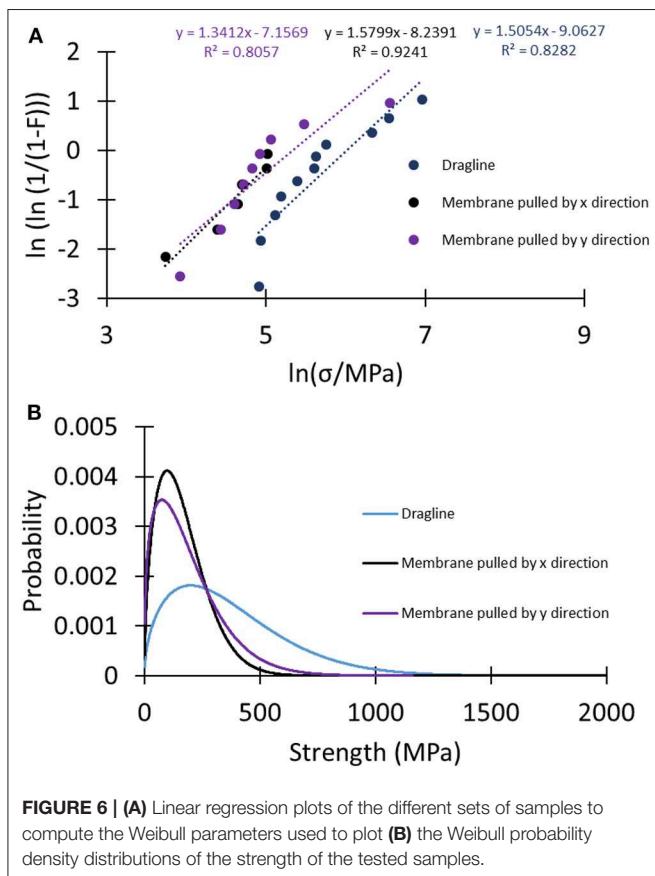 A
y = 1.3412x - 7.1569 y = 1.5799x - 8.2391 y = 1.5054x - 9.0627
R² = 0.8057 R² = 0.9241 R² = 0.8282
2
1
0
-1
-2
-3
ln (ln (1/(1-F)))
Dragline
Membrane pulled by x direction
Membrane pulled by y direction
3 5 7 9
ln(σ/MPa)
B
0.005
0.004
0.003
0.002
0.001
0
Probability
Dragline
Membrane pulled by x direction
Membrane pulled by y direction
0 500 1000 1500 2000
Strength (MPa)
FIGURE 6 | (A) Linear regression plots of the different sets of samples to
compute the Weibull parameters used to plot (B) the Weibull probability
density distributions of the strength of the tested samples.